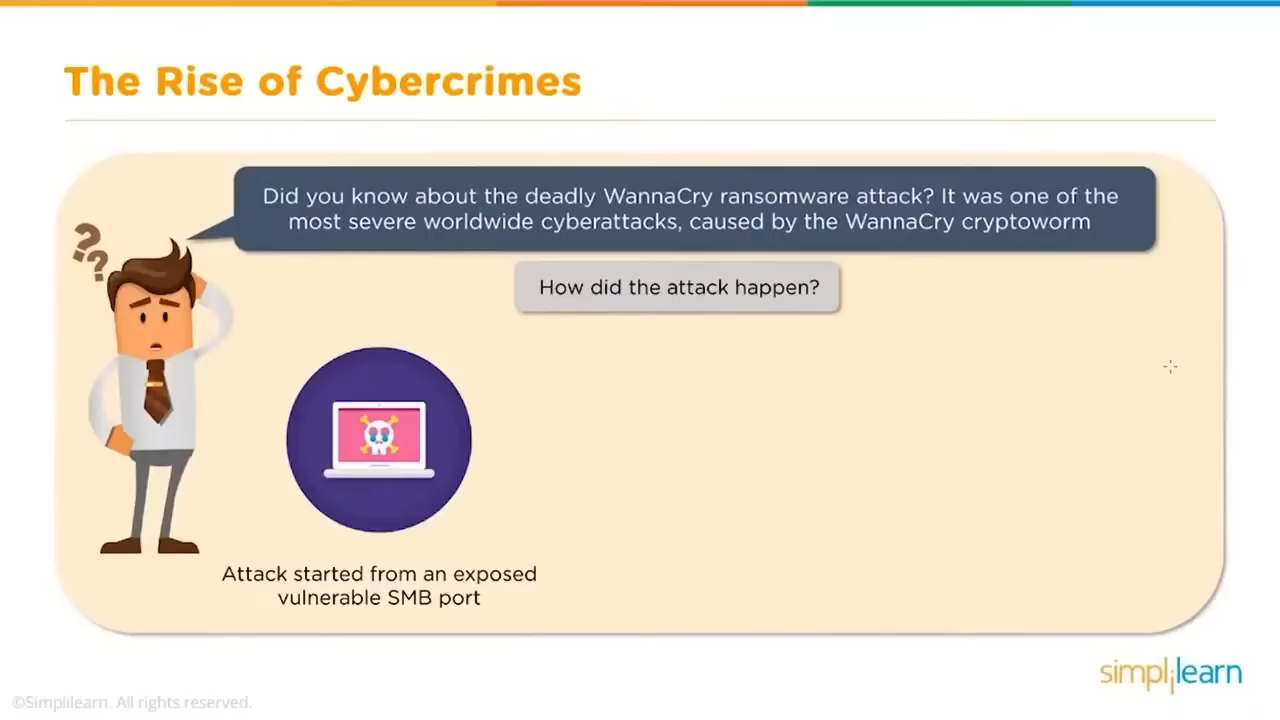 The Rise of Cybercrimes
Did you know about the deadly WannaCry ransomware attack? It was one of the
most severe worldwide cyberattacks, caused by the WannaCry cryptoworm
How did the attack happen?
??
Attack started from an exposed
vulnerable SMB port
simplilearn
©Simplilearn. All rights reserved.